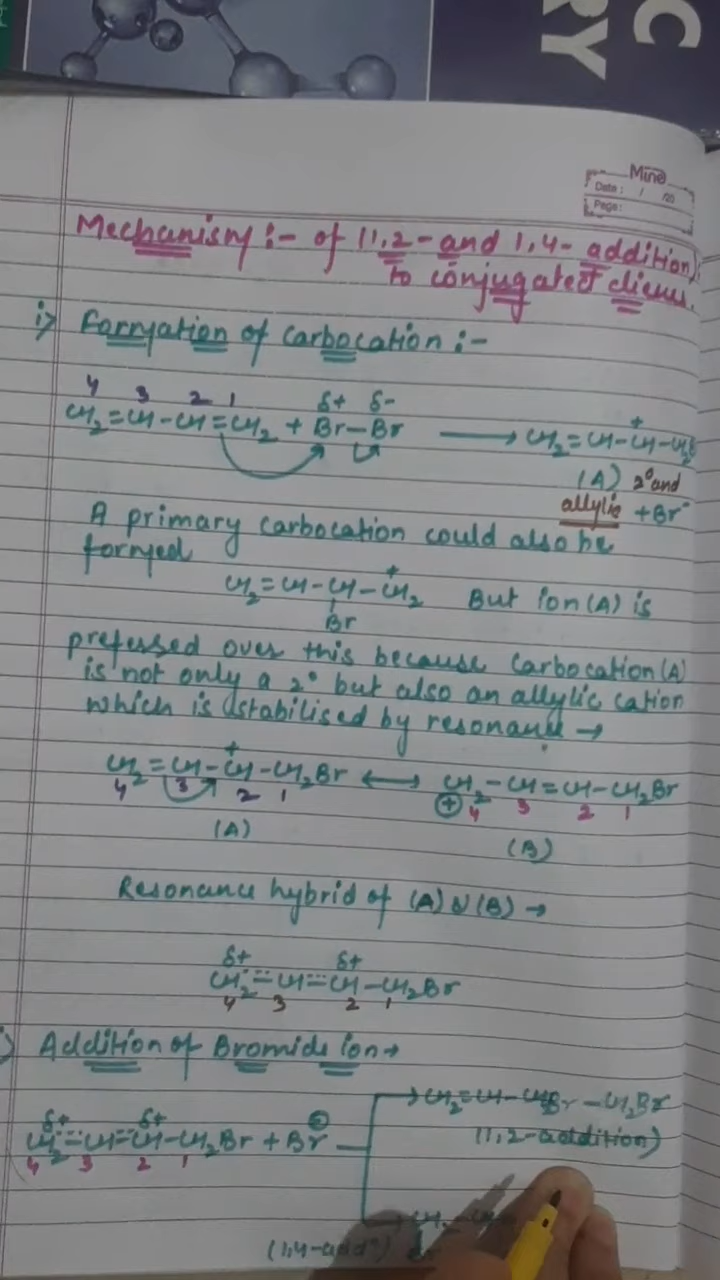 C
RY
Mine
Date : / /20
Page:
Mechanism :- of 1,2- and 1,4- addition
to conjugated dienes.
i) Formation of carbocation :-
4 3 2 1 δ+ δ-
CH2=CH-CH=CH2 + Br-Br ⟶ CH2=CH-CH+-CH2Br
(A) 2° and
allylic + Br-
A primary carbocation could also be
formed
CH2=CH-CH-CH2+ But ion (A) is
Br
prefessed over this because Carbocation (A)
is not only a 2° but also an allylic cation
which is stabilised by resonance →
CH2=CH-CH+-CH2Br ⟷ CH2-CH=CH-CH2Br
4 3 2 1 ⊕ 4 3 2 1
(A) (B)
Resonance hybrid of (A) & (B) →
δ+ δ+
CH2=CH=CH-CH2Br
4 3 2 1
) Addition of Bromide ion→
CH2=CH-CHBr-CH2Br
δ+ δ+
CH2=CH=CH-CH2Br + Br⊖
4 3 2 1
(1,2-addition)
CH2
(1,4-addn) Br